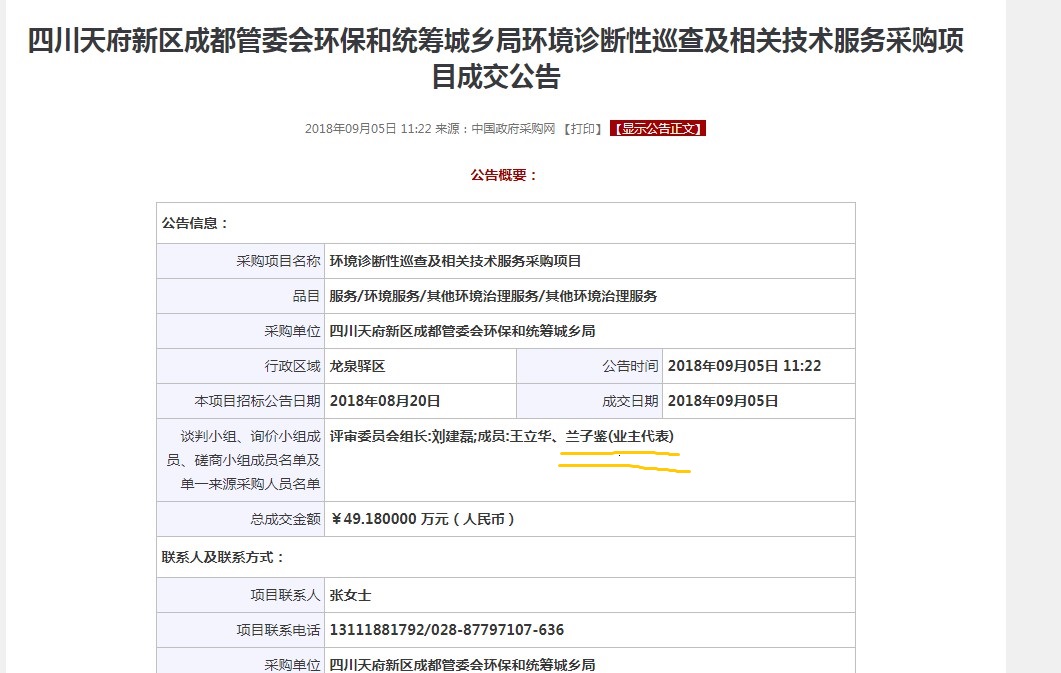 四川天府新区成都管委会环保和统筹城乡局环境诊断性巡查及相关技术服务采购项
目成交公告
2018年09月05日 11:22 来源：中国政府采购网 【打印】 【显示公告正文】
公告概要：
公告信息：
采购项目名称 环境诊断性巡查及相关技术服务采购项目
品目 服务/环境服务/其他环境治理服务/其他环境治理服务
采购单位 四川天府新区成都管委会环保和统筹城乡局
行政区域 龙泉驿区 公告时间 2018年09月05日 11:22
本项目招标公告日期 2018年08月20日 成交日期 2018年09月05日
谈判小组、询价小组成 评审委员会组长:刘建磊;成员:王立华、兰子鉴(业主代表)
员、磋商小组成员名单及
单一来源采购人员名单
总成交金额 ￥49.180000 万元（人民币）
联系人及联系方式：
项目联系人 张女士
项目联系电话 13111881792/028-87797107-636
采购单位 四川天府新区成都管委会环保和统筹城乡局